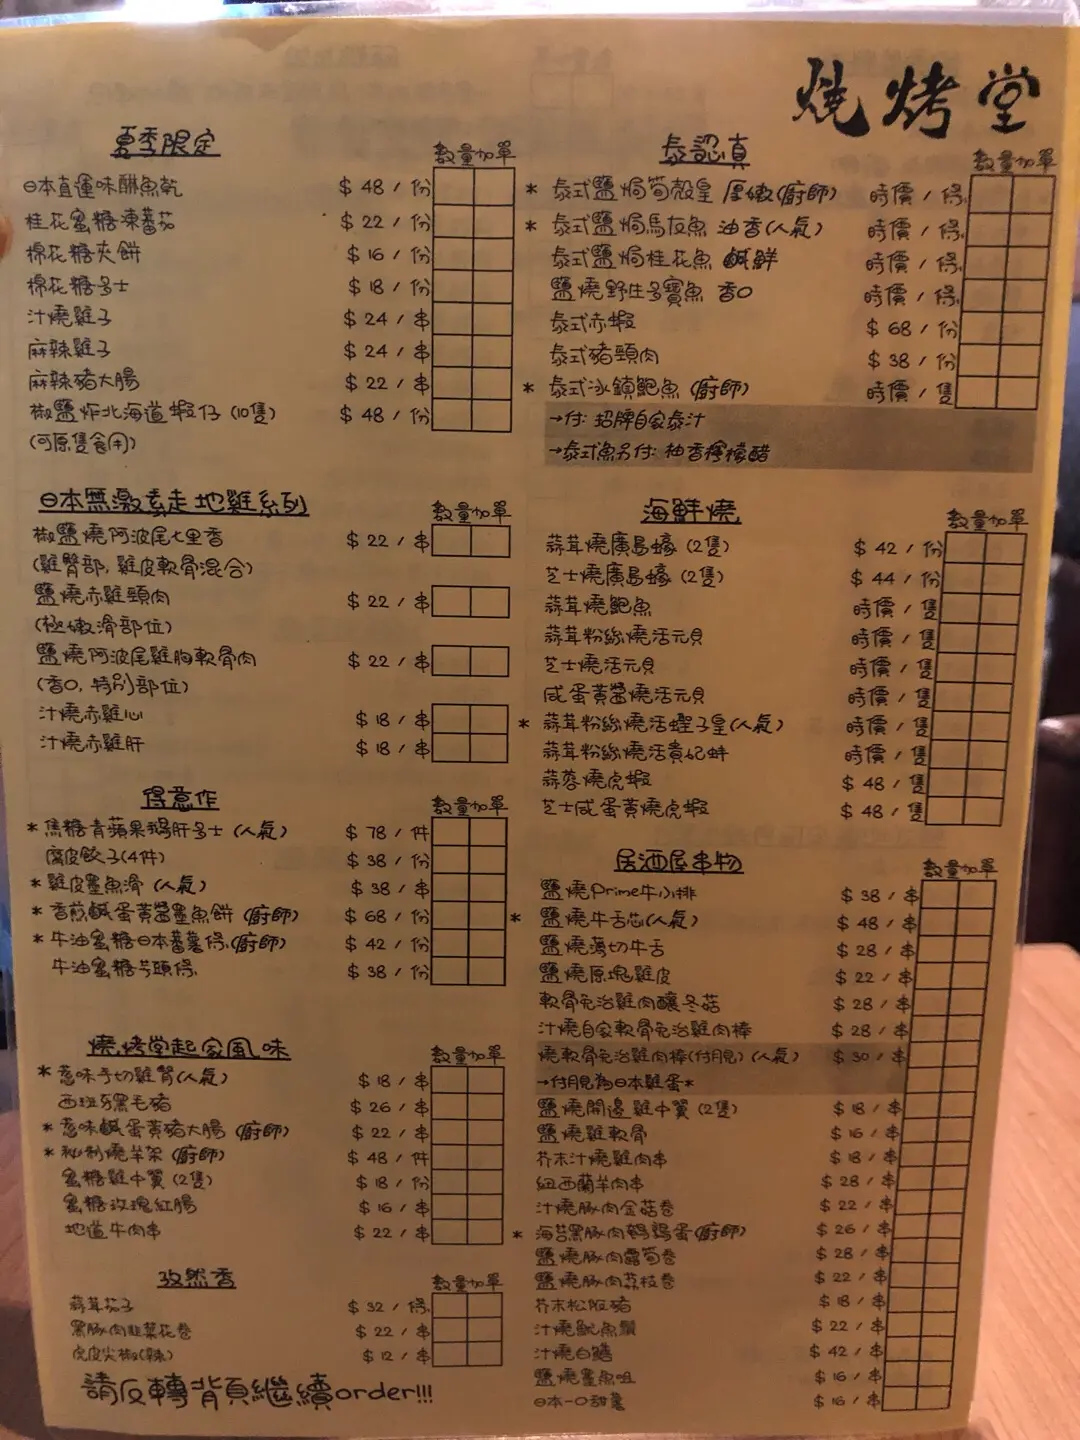 燒烤堂
夏季限定
數量 加單
日本直運味醂魚乾 $48/份
桂花蜜糖凍蕃茄 $22/份
棉花糖夾餅 $16/份
棉花糖多士 $18/份
汁燒雞子 $24/串
麻辣雞子 $24/串
麻辣豬大腸 $22/串
椒鹽炸北海道蝦仔 (10隻) $48/份
(可原隻食用)
日本無激素走地雞系列
數量 加單
椒鹽燒阿波尾七里香 $22/串
(雞臀部, 雞皮軟骨混合)
鹽燒赤雞頸肉 $22/串
(極嫩滑部位)
鹽燒阿波尾雞胸軟骨肉 $22/串
(香口, 特別部位)
汁燒赤雞心 $18/串
汁燒赤雞肝 $18/串
得意作
數量 加單
* 焦糖青蘋果鵝肝多士 (人氣) $78/件
腐皮餃子(4件) $38/份
* 雞皮墨魚滑 (人氣) $38/串
* 香煎鹹蛋黃醬墨魚餅 (廚師) $68/份
* 牛油蜜糖日本蕃薯條 (廚師) $42/份
牛油蜜糖芋頭條 $38/份
燒烤堂起家風味
數量 加單
* 惹味手切雞腎(人氣) $18/串
西班牙黑毛豬 $26/串
* 惹味鹹蛋黃豬大腸 (廚師) $22/串
* 秘制燒羊架 (廚師) $48/件
蜜糖雞中翼 (2隻) $18/份
蜜糖玫瑰紅腸 $16/串
地道牛肉串 $22/串
孜然香
數量 加單
蒜茸茄子 $32/條
黑豚肉韮菜花卷 $22/串
虎皮尖椒(辣) $12/串
請反轉背頁繼續order!!!
泰認真
數量 加單
* 泰式鹽焗筍殼皇 厚嫩(廚師) 時價/條
* 泰式鹽焗馬友魚 油香(人氣) 時價/條
泰式鹽焗桂花魚 鹹鮮 時價/條
鹽燒野生多寶魚 香口 時價/條
泰式赤蝦 $68/份
泰式豬頸肉 $38/份
* 泰式冰鎮鮑魚 (廚師) 時價/隻
→付: 招牌自家泰汁
→泰式魚另付: 柚香檸檬醋
海鮮燒
數量 加單
蒜茸燒廣島蠔 (2隻) $42/份
芝士燒廣島蠔 (2隻) $44/份
蒜茸燒鮑魚 時價/隻
蒜茸粉絲燒活元貝 時價/隻
芝士燒活元貝 時價/隻
咸蛋黃醬燒活元貝 時價/隻
* 蒜茸粉絲燒活蟶子皇(人氣) 時價/隻
蒜茸粉絲燒活貴妃蚌 時價/隻
蒜蓉燒虎蝦 $48/隻
芝士咸蛋黃燒虎蝦 $48/隻
居酒屋串物
數量 加單
鹽燒Prime牛小排 $38/串
* 鹽燒牛舌芯(人氣) $48/串
鹽燒薄切牛舌 $28/串
鹽燒原塊雞皮 $22/串
軟骨免治雞肉釀冬菇 $28/串
汁燒自家軟骨免治雞肉棒 $28/串
燒軟骨免治雞肉棒(付月見) (人氣) $30/串
→付月見為日本雞蛋*
鹽燒開邊雞中翼 (2隻) $18/串
鹽燒雞軟骨 $16/串
芥末汁燒雞肉串 $18/串
紐西蘭羊肉串 $28/串
汁燒豚肉金菇卷 $22/串
* 海苔黑豚肉鵪鶉蛋(廚師) $26/串
鹽燒豚肉露筍卷 $28/串
鹽燒豚肉荔枝卷 $22/串
芥末松阪豬 $18/串
汁燒魷魚鬚 $22/串
汁燒白鱔 $42/串
鹽燒墨魚咀 $16/串
日本一口甜薯 $16/串